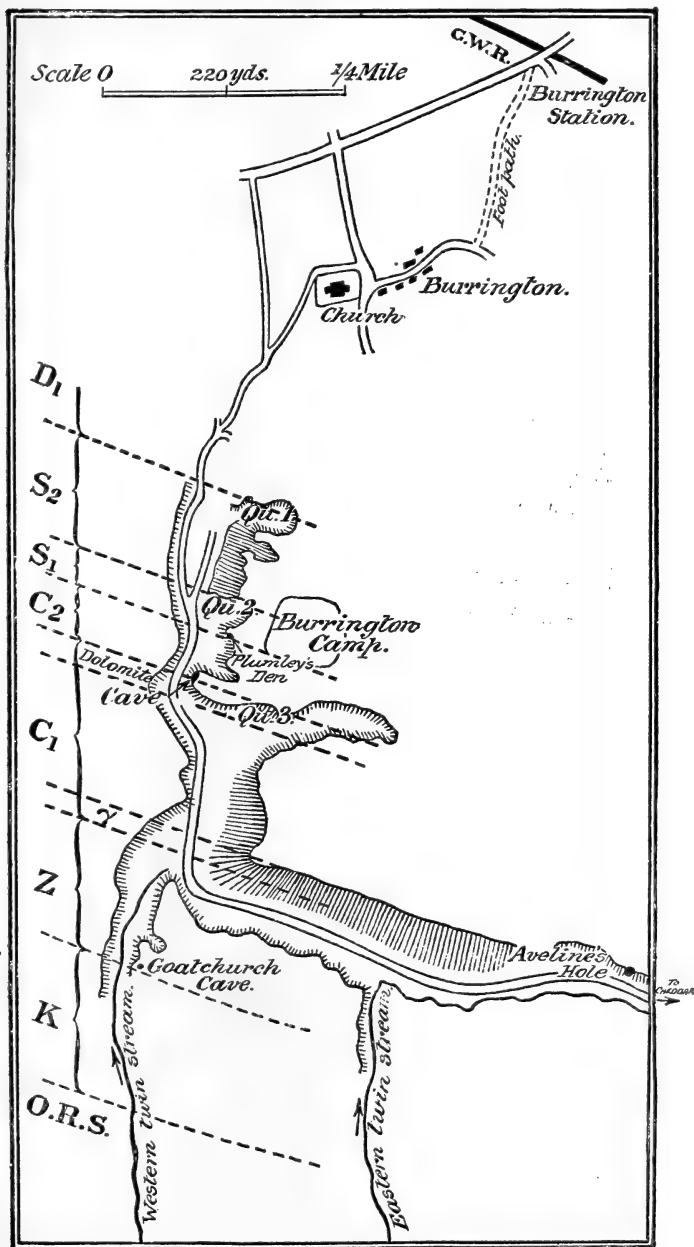 G.W.R.
Scale 0 220 yds. 1/4 Mile
Burrington
Station.
Foot path.
Burrington.
Church
D1
S2
Qu.1.
S1
C2
Qu. 2
Burrington
Camp.
Dolomite
Plumley's
Den
Cave
Qu. 3.
C1
γ
Z
Aveline's
Hole
Goatchurch
Cave.
TO
CHEDDAR
K
O.R.S.
Western twin stream.
Eastern twin stream.